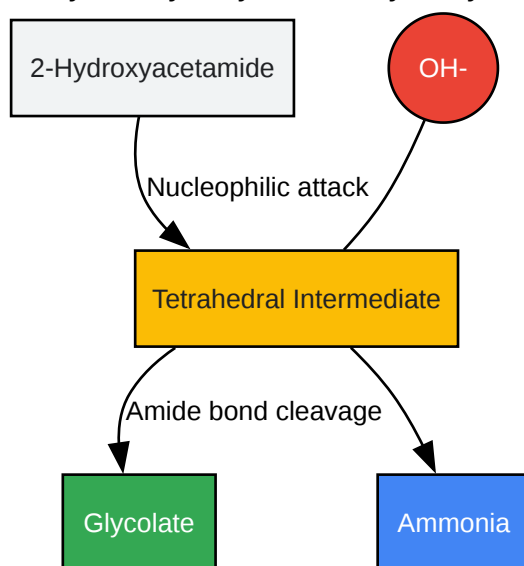 2-Hydroxyacetamide
OH-
Nucleophilic attack
Tetrahedral Intermediate
Amide bond cleavage
Glycolate
Ammonia